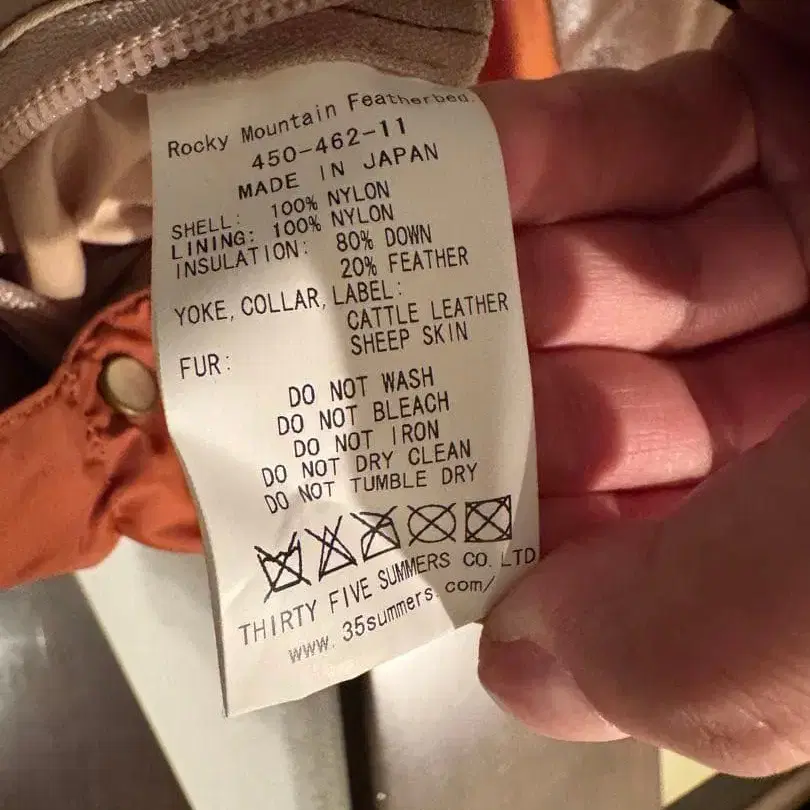 Rocky Mountain Featherbed.
450-462-11
MADE IN JAPAN
SHELL: 100% NYLON
LINING: 100% NYLON
INSULATION: 80% DOWN
20% FEATHER
YOKE, COLLAR, LABEL:
CATTLE LEATHER
FUR: SHEEP SKIN
DO NOT WASH
DO NOT BLEACH
DO NOT IRON
DO NOT DRY CLEAN
DO NOT TUMBLE DRY
THIRTY FIVE SUMMERS CO. LTD
www.35summers.com/